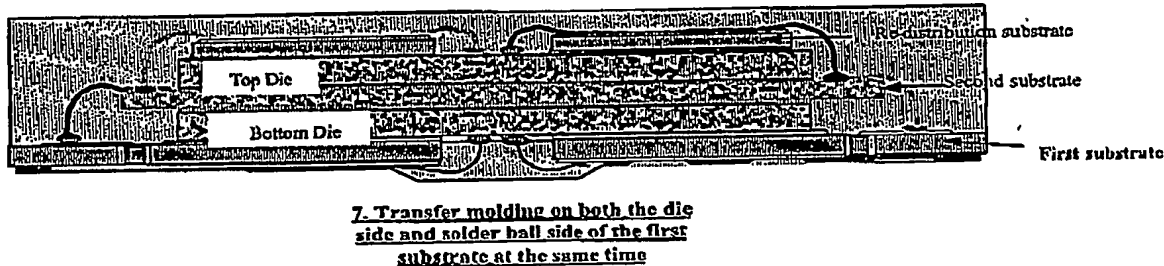 Re-distribution substrate
Top Die
Second substrate
Bottom Die
First substrate
7. Transfer molding on both the die
side and solder ball side of the first
substrate at the same time